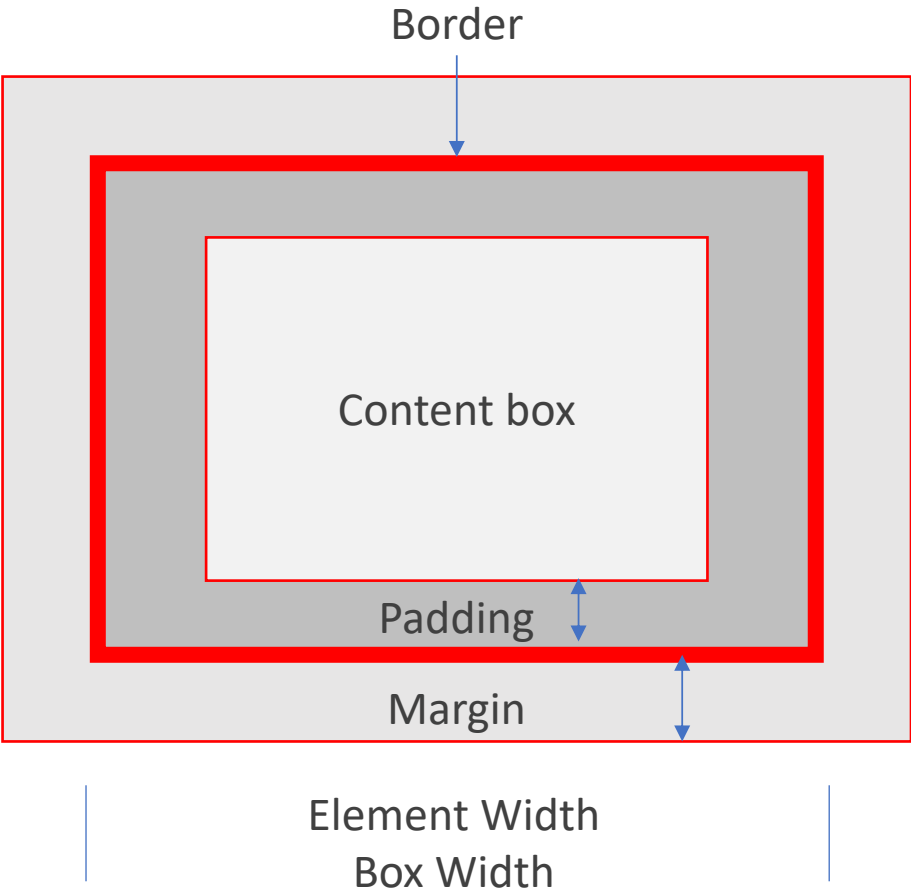 Border
Content box
Padding
Margin
Element Width
Box Width